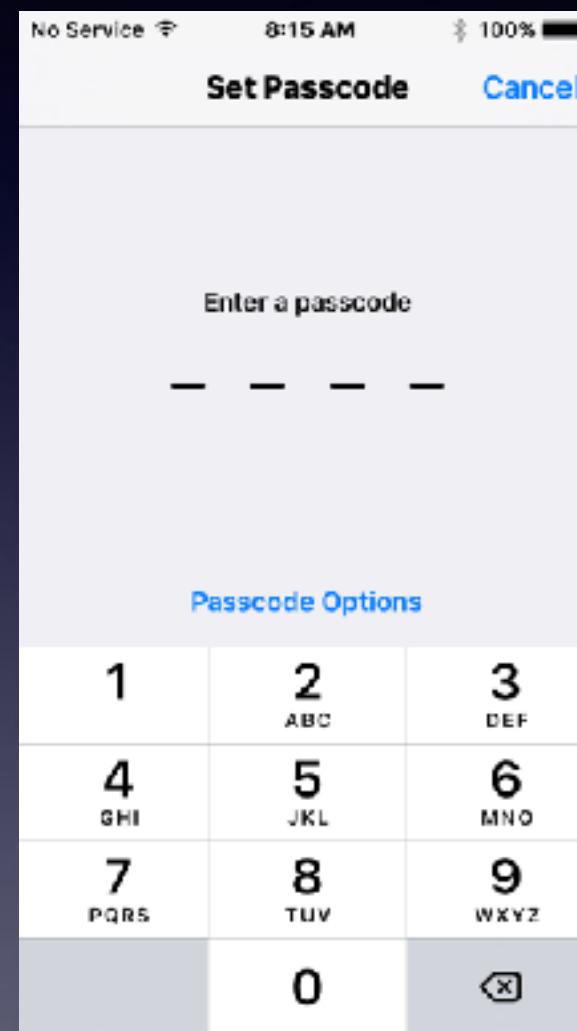 No Service 8:15 AM 100%
Set Passcode Cancel
Enter a passcode
Passcode Options
1 2 3
ABC DEF
4 5 6
GHI JKL MNO
7 8 9
PQRS TUV WXYZ
0